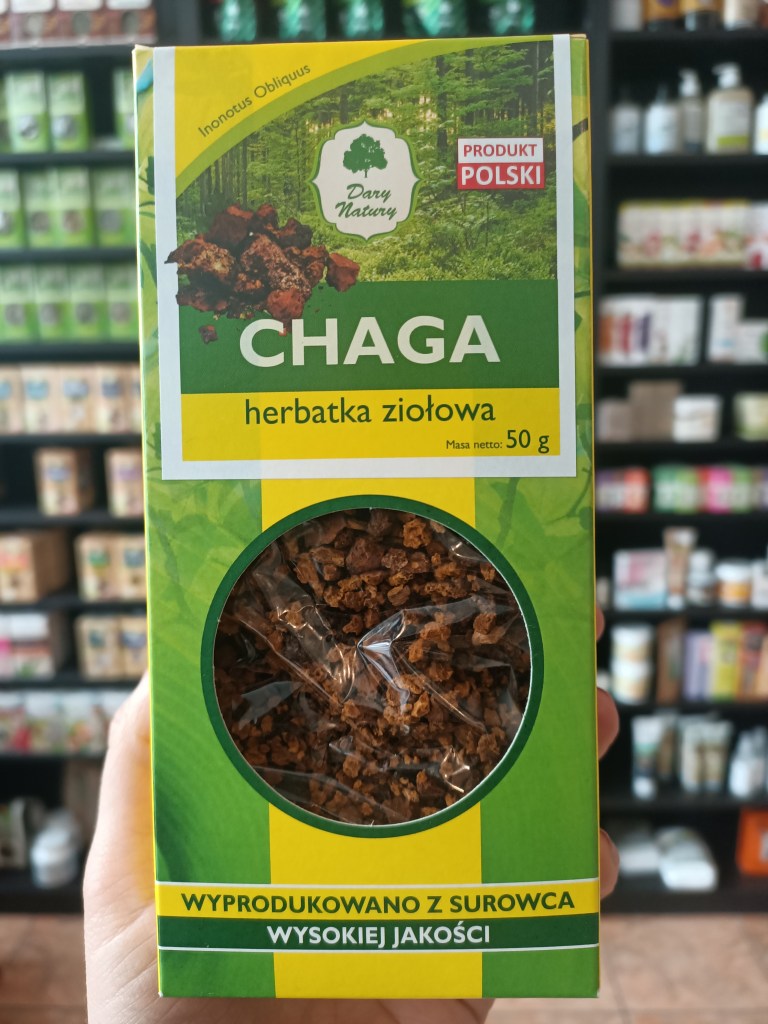 Inonotus Obliquus
Dary
Natury
PRODUKT
POLSKI
CHAGA
herbatka ziołowa
Masa netto: 50 g
WYPRODUKOWANO Z SUROWCA
WYSOKIEJ JAKOŚCI